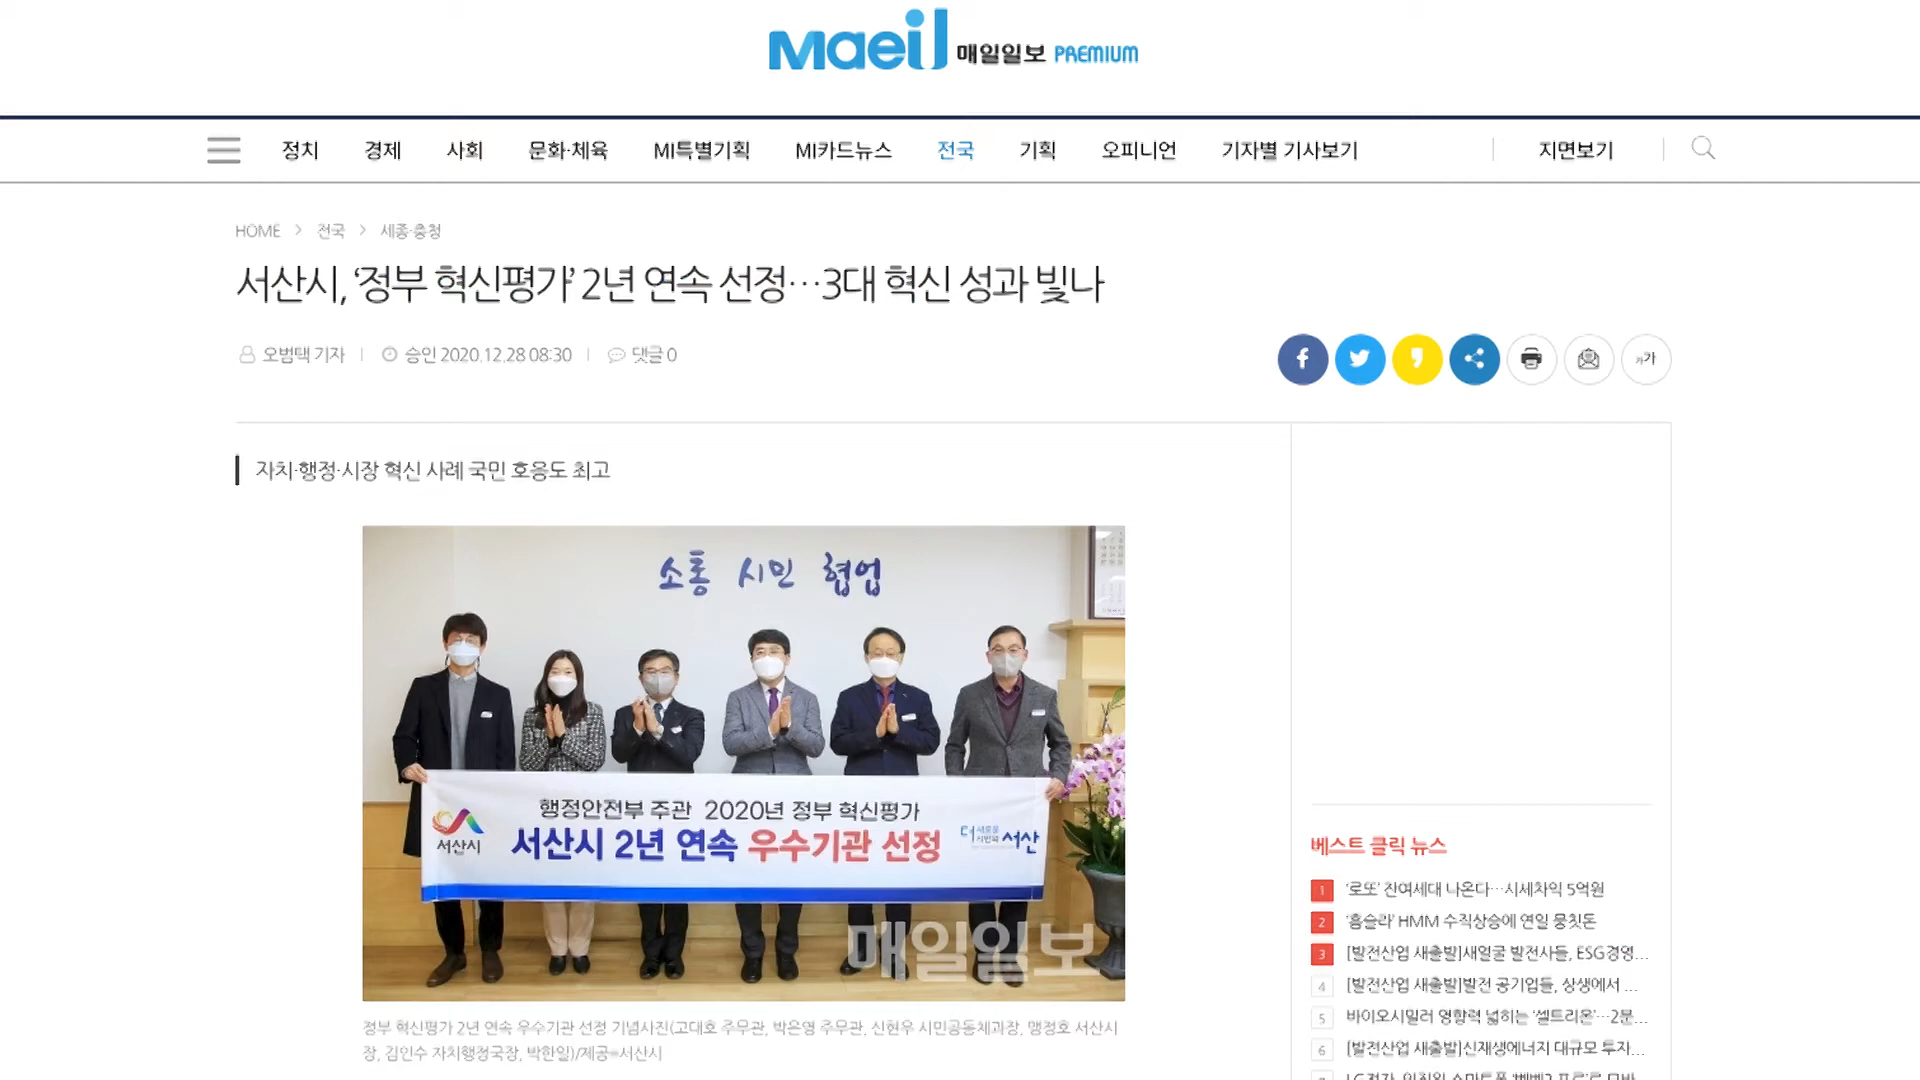 Maeil 매일일보 PREMIUM
정치 경제 사회 문화·체육 MI특별기획 MI카드뉴스 전국 기획 오피니언 기자별 기사보기 지면보기
HOME > 전국 > 세종·충청
서산시, ‘정부 혁신평가’ 2년 연속 선정…3대 혁신 성과 빛나
오범택 기자 | 승인 2020.12.28 08:30 | 댓글 0
가가
자치·행정·시장 혁신 사례 국민 호응도 최고
소통 시민 협업
행정안전부 주관 2020년 정부 혁신평가
서산시 2년 연속 우수기관 선정
서산시
더 새로운 시민의 서산
매일일보
정부 혁신평가 2년 연속 우수기관 선정 기념사진(고대호 주무관, 박은영 주무관, 신현우 시민공동체과장, 맹정호 서산시
장, 김인수 자치행정국장, 박한일)/제공=서산시
베스트 클릭 뉴스
1 ‘로또’ 잔여세대 나온다…시세차익 5억원
2 ‘흠슬라’ HMM 수직상승에 연일 뭉칫돈
3 [발전산업 새출발]새얼굴 발전사들, ESG경영…
4 [발전산업 새출발]발전 공기업들, 상생에서 …
5 바이오시밀러 영향력 넓히는 ‘셀트리온’…2분…
6 [발전산업 새출발]신재생에너지 대규모 투자…